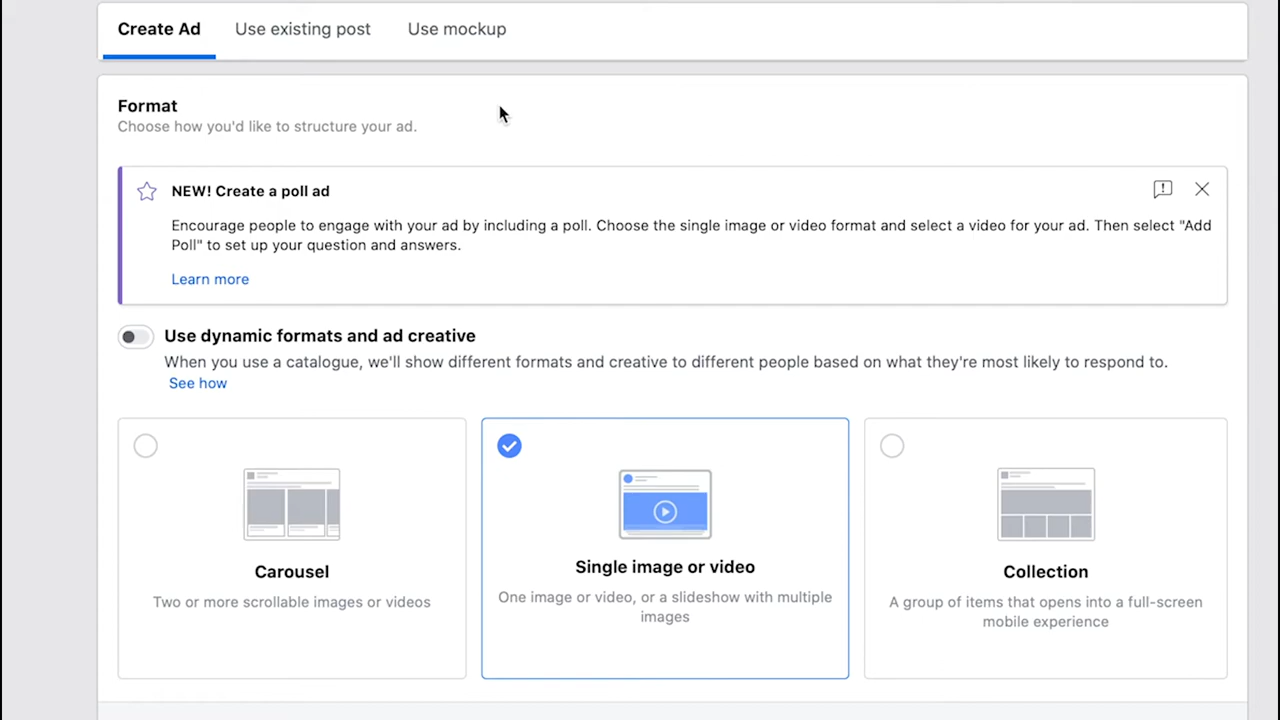 Create Ad
Use existing post
Use mockup
Format
Choose how you'd like to structure your ad.
NEW! Create a poll ad
Encourage people to engage with your ad by including a poll. Choose the single image or video format and select a video for your ad. Then select "Add
Poll" to set up your question and answers.
Learn more
Use dynamic formats and ad creative
When you use a catalogue, we'll show different formats and creative to different people based on what they're most likely to respond to.
See how
Carousel
Two or more scrollable images or videos
Single image or video
One image or video, or a slideshow with multiple
images
Collection
A group of items that opens into a full-screen
mobile experience